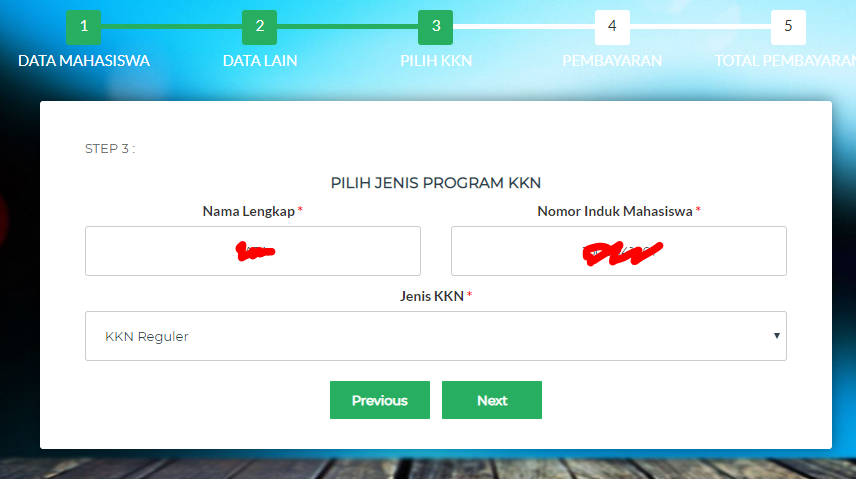 1 2 3 4 5
DATA MAHASISWA DATA LAIN PILIH KKN PEMBAYARAN TOTAL PEMBAYARAN
STEP 3 :
PILIH JENIS PROGRAM KKN
Nama Lengkap * Nomor Induk Mahasiswa *
Jenis KKN *
KKN Reguler
Previous Next